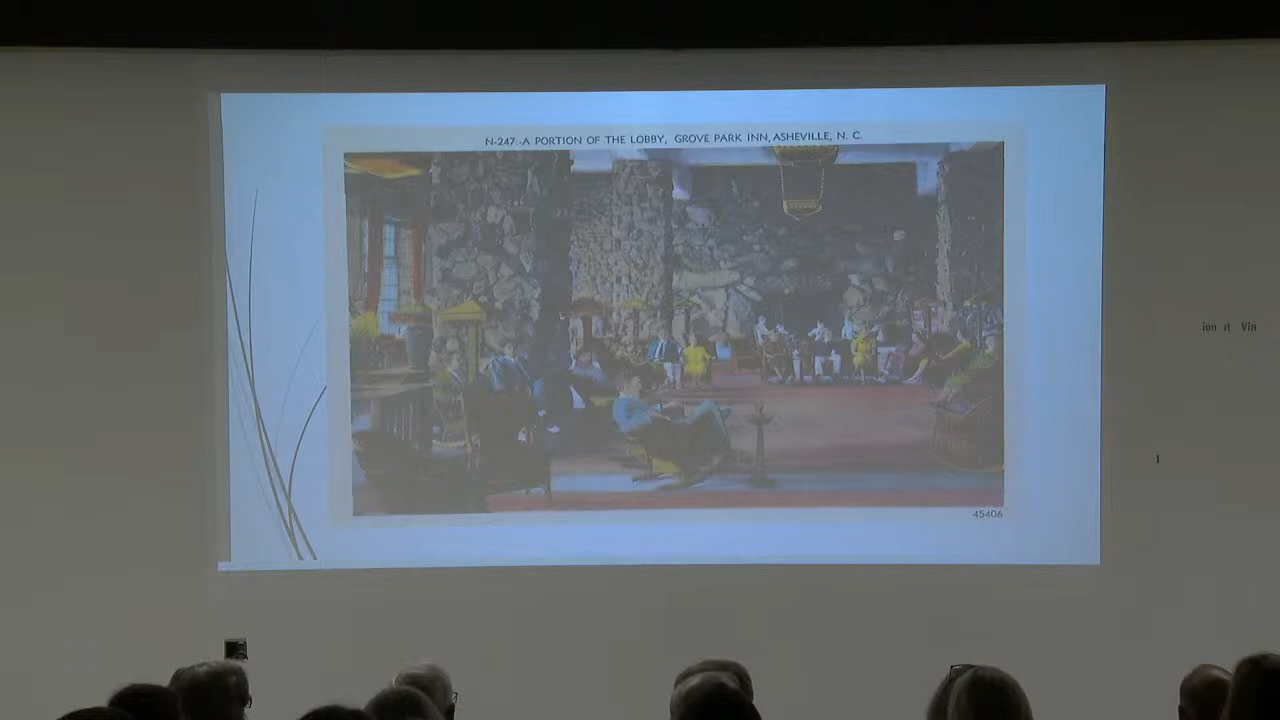 N-247:-A PORTION OF THE LOBBY, GROVE PARK INN, ASHEVILLE, N. C.
45406